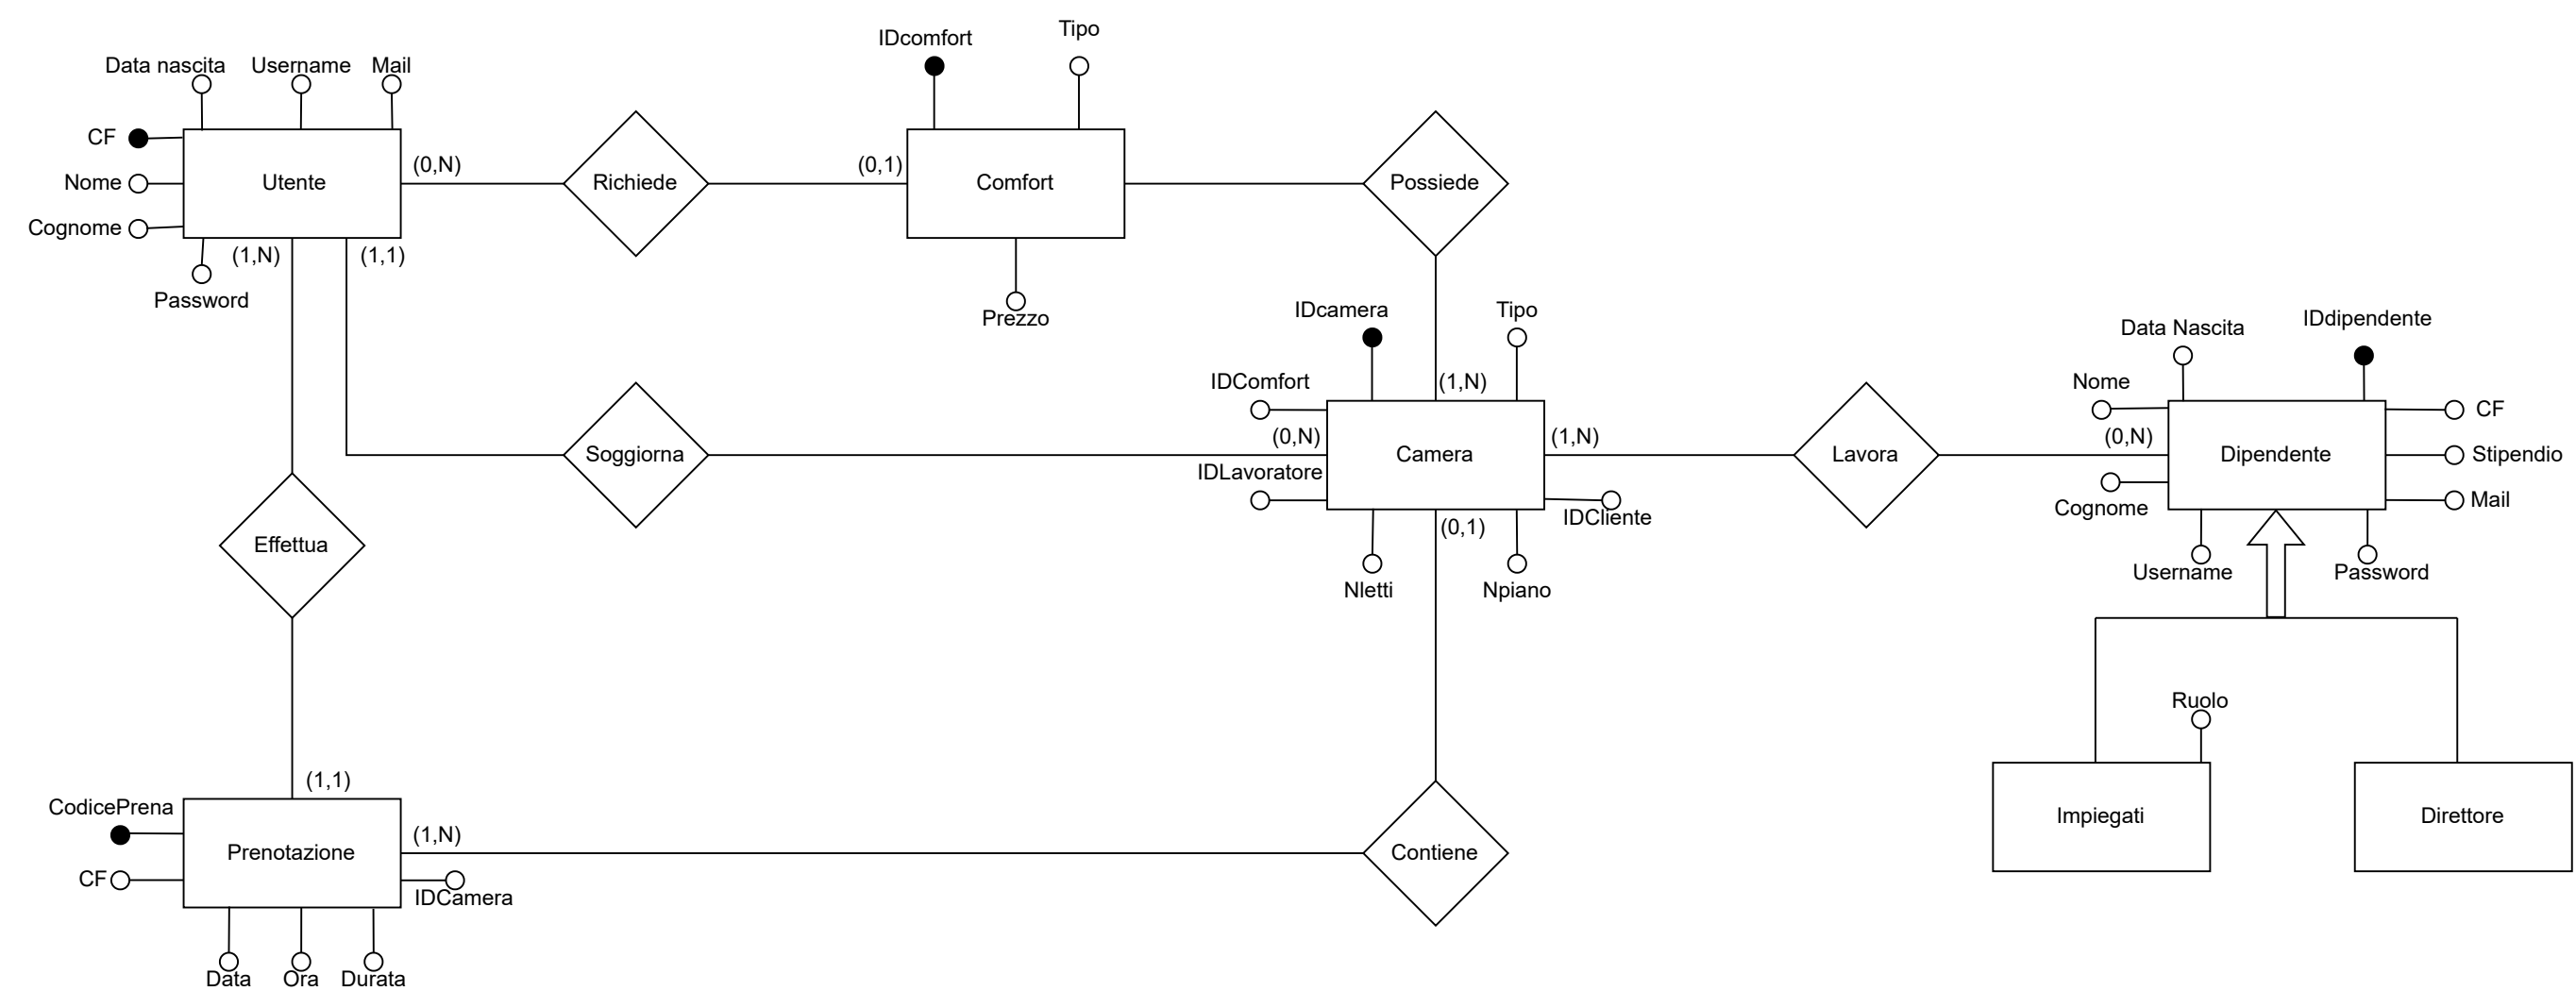 IDcomfort
Tipo
Data nascita
Username
Mail
CF
Nome
Cognome
Utente
(0,N)
Richiede
(0,1)
Comfort
Possiede
(1,N)
(1,1)
Password
Prezzo
IDcamera
Tipo
IDComfort
(1,N)
(0,N)
IDLavoratore
Soggiorna
Camera
(1,N)
Lavora
(0,1)
IDCliente
Nletti
Npiano
Data Nascita
IDdipendente
Nome
CF
(0,N)
Dipendente
Stipendio
Cognome
Mail
Username
Password
Effettua
Ruolo
Impiegati
Direttore
(1,1)
CodicePrena
(1,N)
Prenotazione
Contiene
CF
IDCamera
Data
Ora
Durata